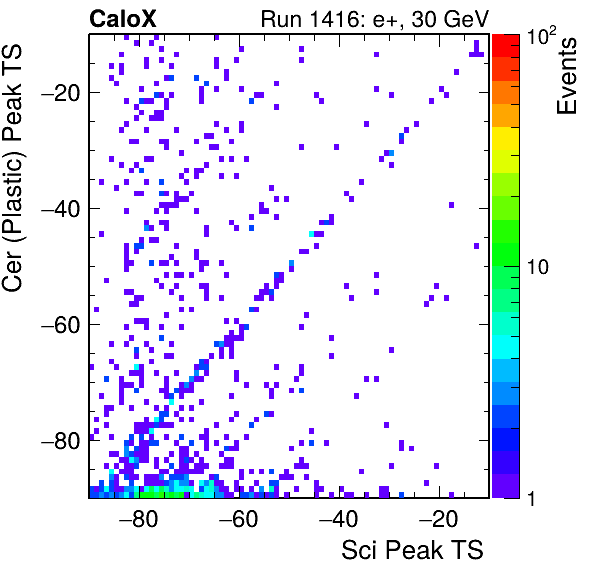 CaloX Run 1416: e+, 30 GeV
Cer (Plastic) Peak TS
−20
−40
−60
−80
−80 −60 −40 −20
Sci Peak TS
10²
10
1
Events